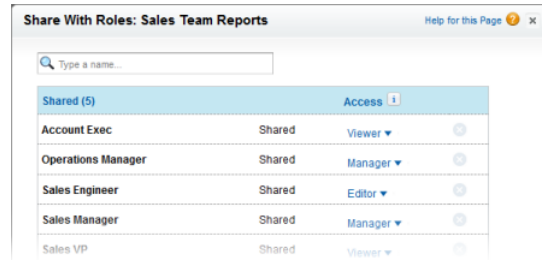 Share With Roles: Sales Team Reports Help for this Page ? x
Type a name...
Shared (5) Access i
Account Exec Shared Viewer ▼
Operations Manager Shared Manager ▼
Sales Engineer Shared Editor ▼
Sales Manager Shared Manager ▼
Sales VP Shared Viewer ▼